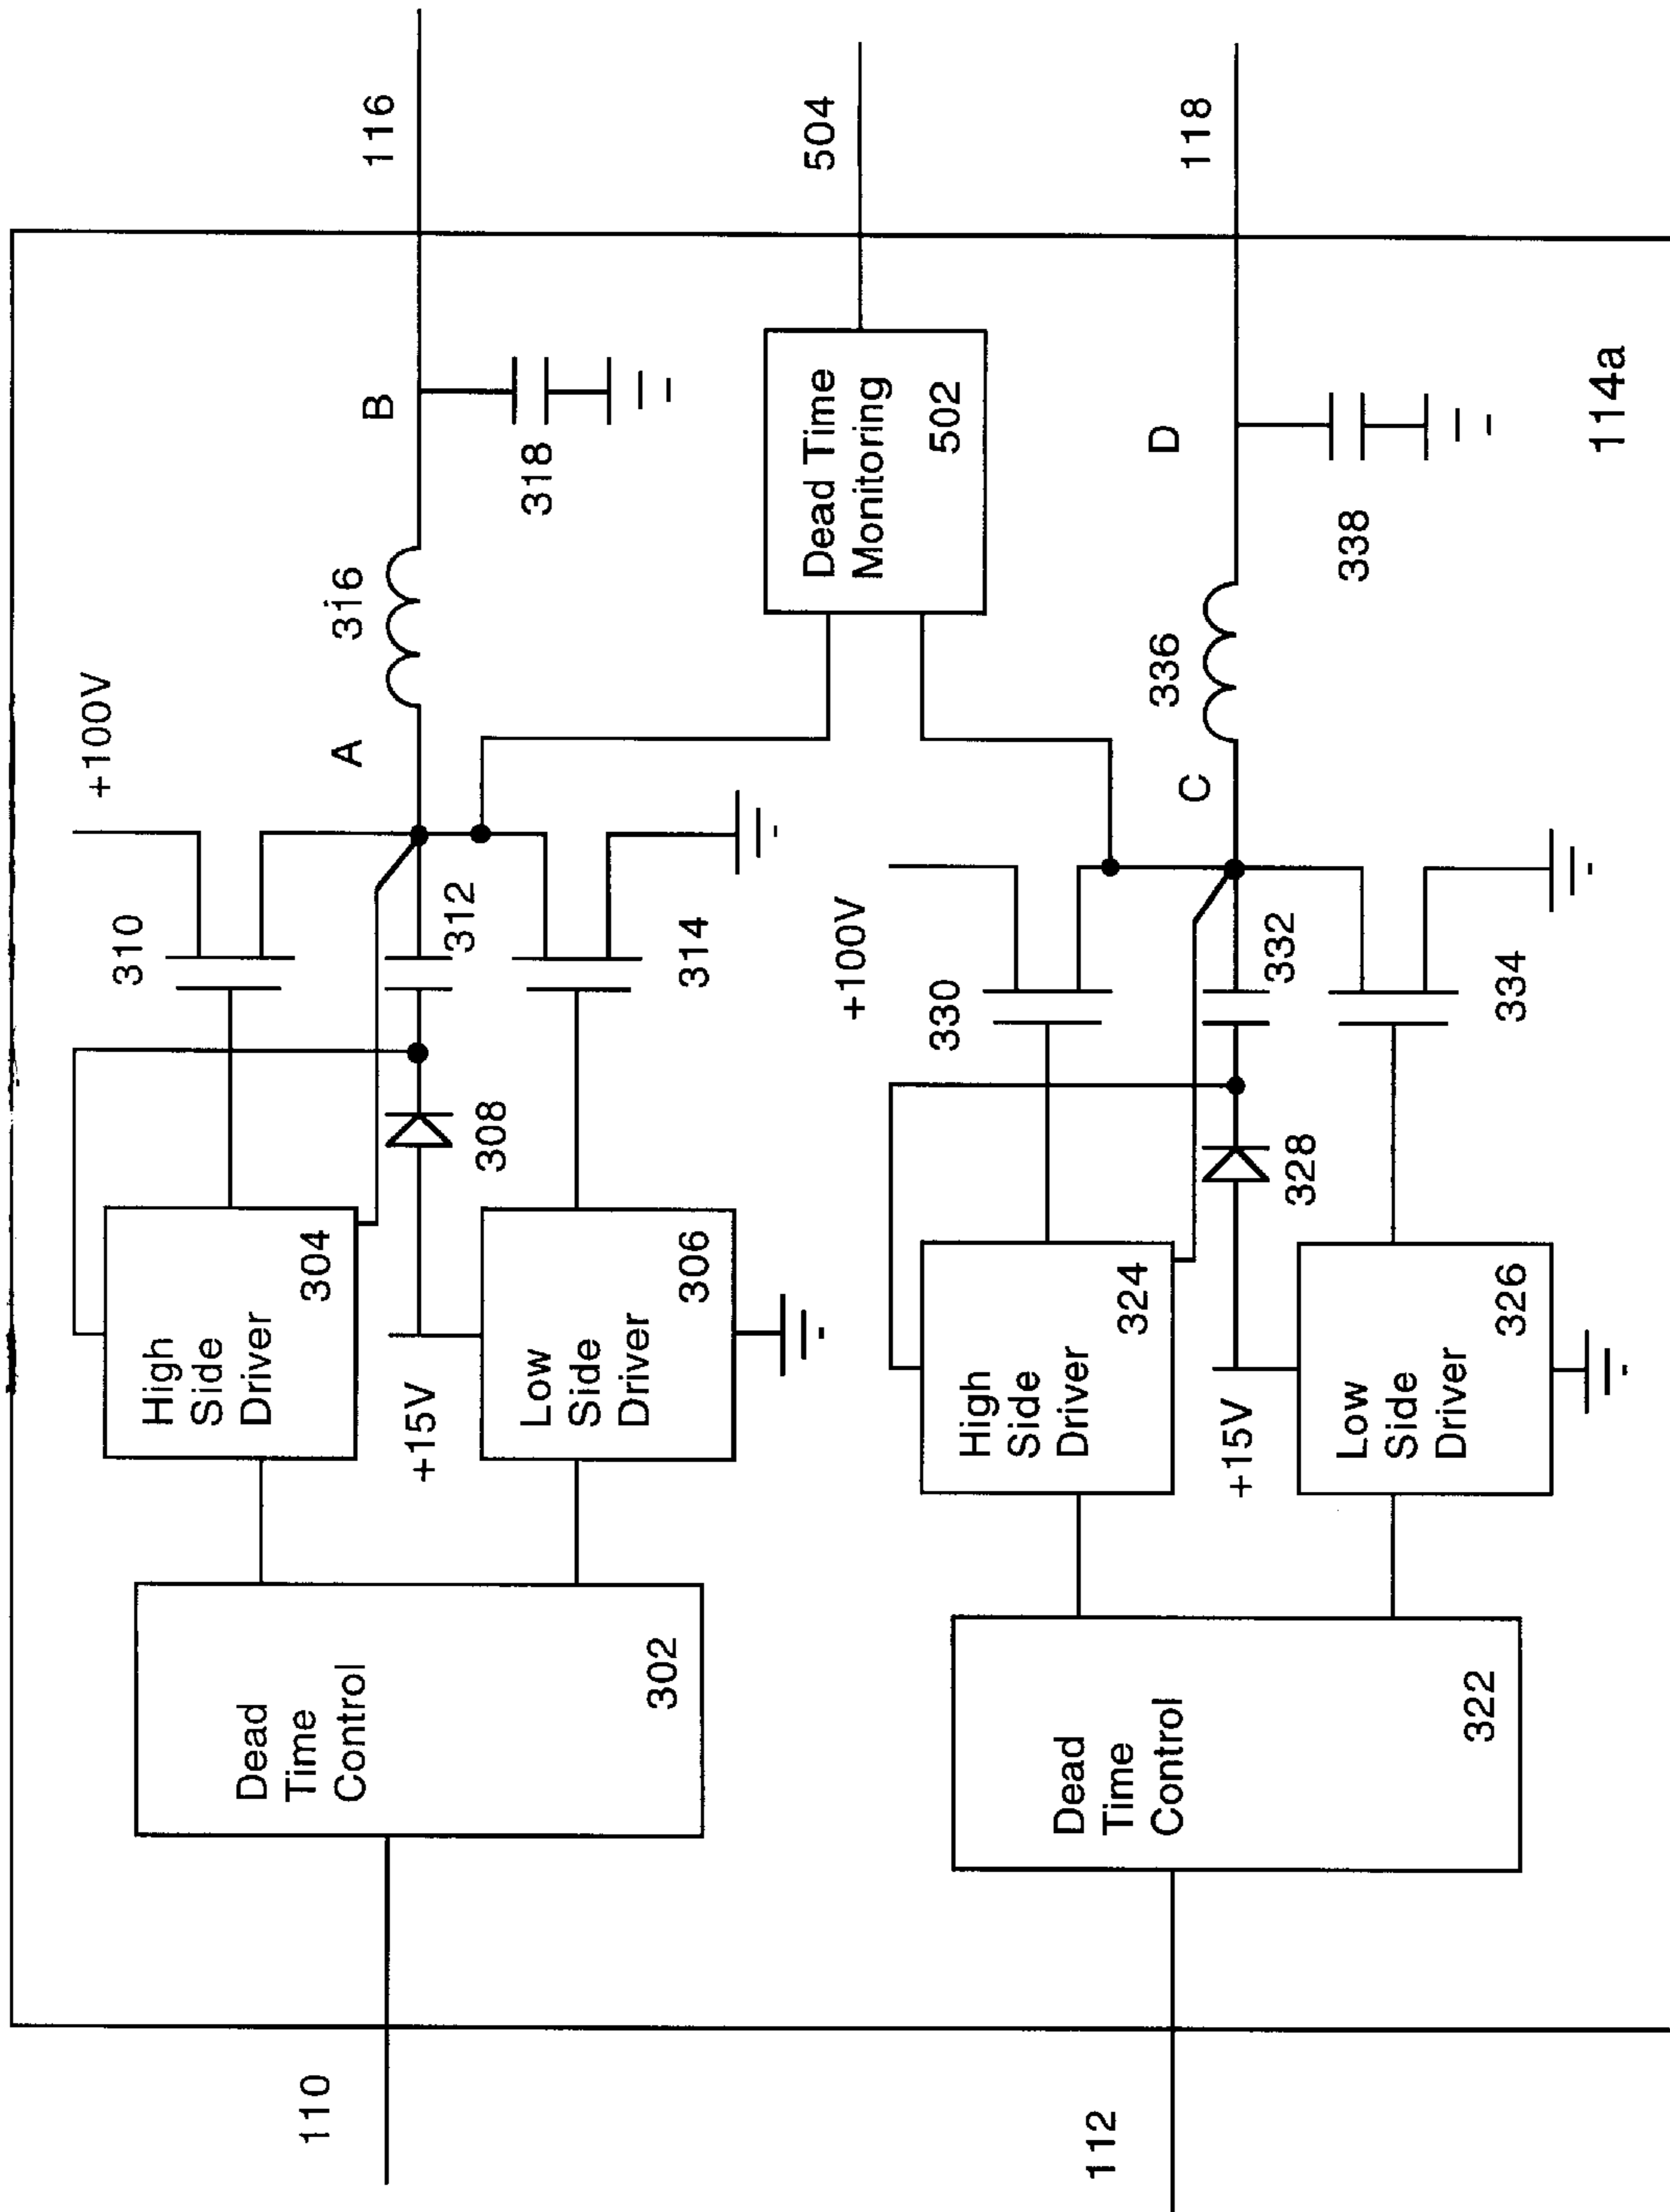 110
Dead
Time
Control
302
High
Side
Driver
304
+15V
Low
Side
Driver
306
308
310
312
314
+100V
A
316
B
318
116
Dead Time
Monitoring
502
504
112
Dead
Time
Control
322
High
Side
Driver
324
+15V
Low
Side
Driver
326
328
330
332
334
+100V
C
336
D
338
118
114a